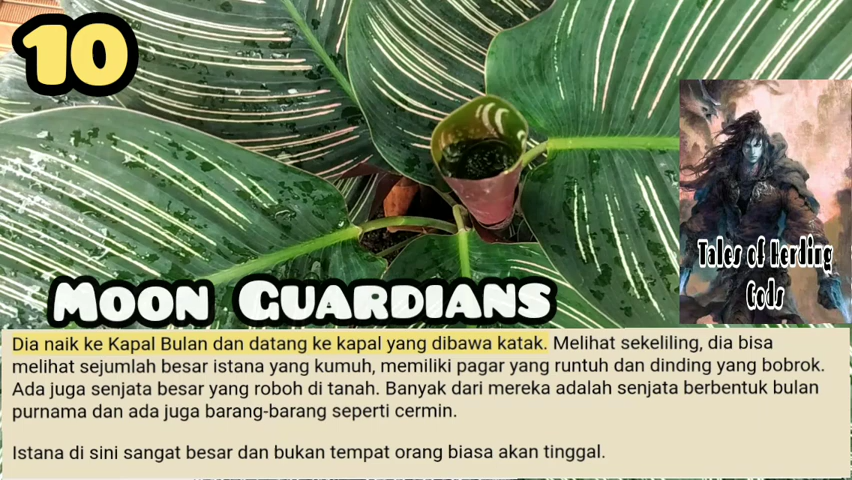 10
Tales of Herding
Gods
Moon Guardians
Dia naik ke Kapal Bulan dan datang ke kapal yang dibawa katak. Melihat sekeliling, dia bisa
melihat sejumlah besar istana yang kumuh, memiliki pagar yang runtuh dan dinding yang bobrok.
Ada juga senjata besar yang roboh di tanah. Banyak dari mereka adalah senjata berbentuk bulan
purnama dan ada juga barang-barang seperti cermin.
Istana di sini sangat besar dan bukan tempat orang biasa akan tinggal.